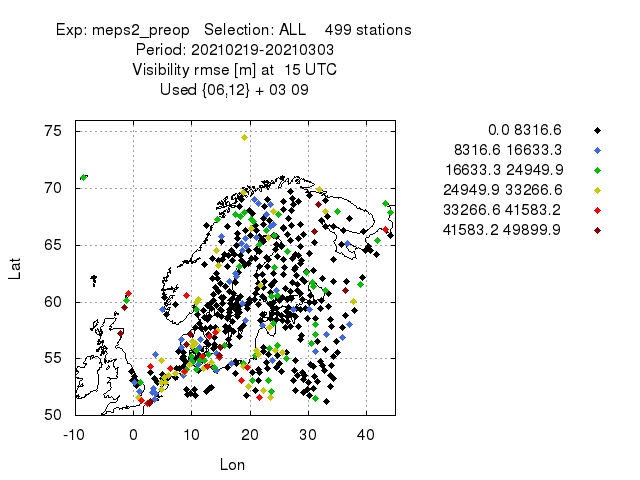 Exp: meps2_preop   Selection: ALL    499 stations
Period: 20210219-20210303
Visibility rmse [m] at  15 UTC
Used {06,12} + 03 09
0.0 8316.6
8316.6 16633.3
16633.3 24949.9
24949.9 33266.6
33266.6 41583.2
41583.2 49899.9
75
70
65
60
55
50
Lat
-10 0 10 20 30 40
Lon